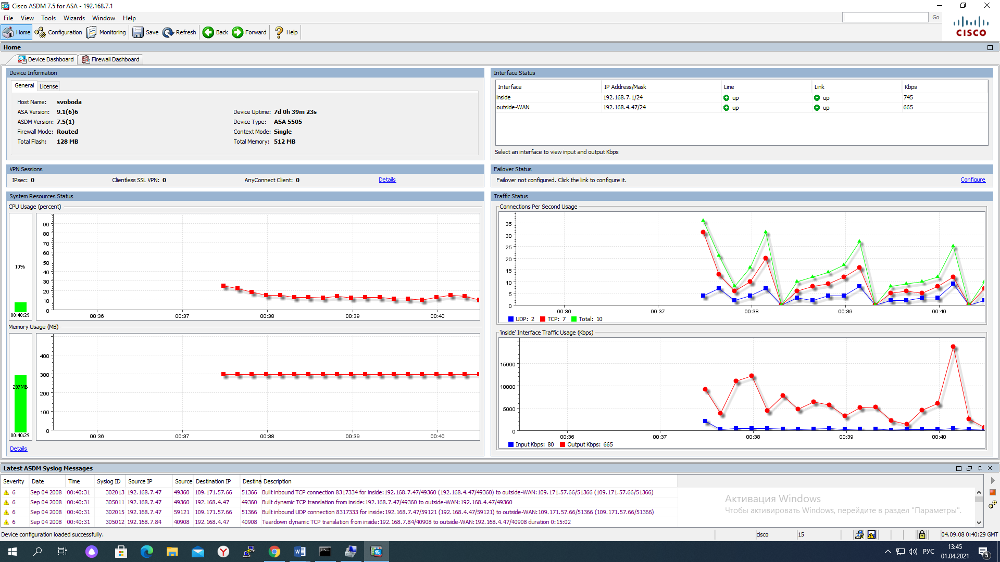 Cisco ASDM 7.5 for ASA - 192.168.7.1
File View Tools Wizards Window Help
Go
Home Configuration Monitoring Save Refresh Back Forward Help
CISCO
Home
Device Dashboard Firewall Dashboard
Device Information
General License
Host Name: svoboda
ASA Version: 9.1(6)6
ASDM Version: 7.5(1)
Firewall Mode: Routed
Total Flash: 128 MB
Device Uptime: 7d 0h 39m 23s
Device Type: ASA 5505
Context Mode: Single
Total Memory: 512 MB
Interface Status
Interface IP Address/Mask Line Link Kbps
inside 192.168.7.1/24 up up 745
outside-WAN 192.168.4.47/24 up up 665
Select an interface to view input and output Kbps
VPN Sessions
IPsec: 0 Clientless SSL VPN: 0 AnyConnect Client: 0 Details
Failover Status
Failover not configured. Click the link to configure it. Configure
System Resources Status
CPU Usage (percent)
10%
00:40:29
90
80
70
60
50
40
30
20
10
0
00:36 00:37 00:38 00:39 00:40
Memory Usage (MB)
297MB
00:40:29
400
300
200
100
0
00:36 00:37 00:38 00:39 00:40
Details
Traffic Status
Connections Per Second Usage
35
30
25
20
15
10
5
0
00:36 00:37 00:38 00:39 00:40
UDP: 2 TCP: 7 Total: 10
'inside' Interface Traffic Usage (Kbps)
15000
10000
5000
0
00:36 00:37 00:38 00:39 00:40
Input Kbps: 80 Output Kbps: 665
Latest ASDM Syslog Messages
Severity Date Time Syslog ID Source IP Source Destination IP Destina Description
6 Sep 04 2008 00:40:31 302013 192.168.7.47 49360 109.171.57.66 51366 Built inbound TCP connection 8317334 for inside:192.168.7.47/49360 (192.168.4.47/49360) to outside-WAN:109.171.57.66/51366 (109.171.57.66/51366)
6 Sep 04 2008 00:40:31 305011 192.168.7.47 49360 192.168.4.47 49360 Built dynamic TCP translation from inside:192.168.7.47/49360 to outside-WAN:192.168.4.47/49360
6 Sep 04 2008 00:40:31 302015 192.168.7.47 59121 109.171.57.66 51366 Built inbound UDP connection 8317333 for inside:192.168.7.47/59121 (192.168.4.47/59121) to outside-WAN:109.171.57.66/51366 (109.171.57.66/51366)
6 Sep 04 2008 00:40:31 305012 192.168.7.84 40908 192.168.4.47 40908 Teardown dynamic TCP translation from inside:192.168.7.84/40908 to outside-WAN:192.168.4.47/40908 duration 0:15:02
Активация Windows
Чтобы активировать Windows, перейдите в раздел "Параметры".
Device configuration loaded successfully. cisco 15 04.09.08 0:40:29 GMT
РУС 13:45
01.04.2021
5